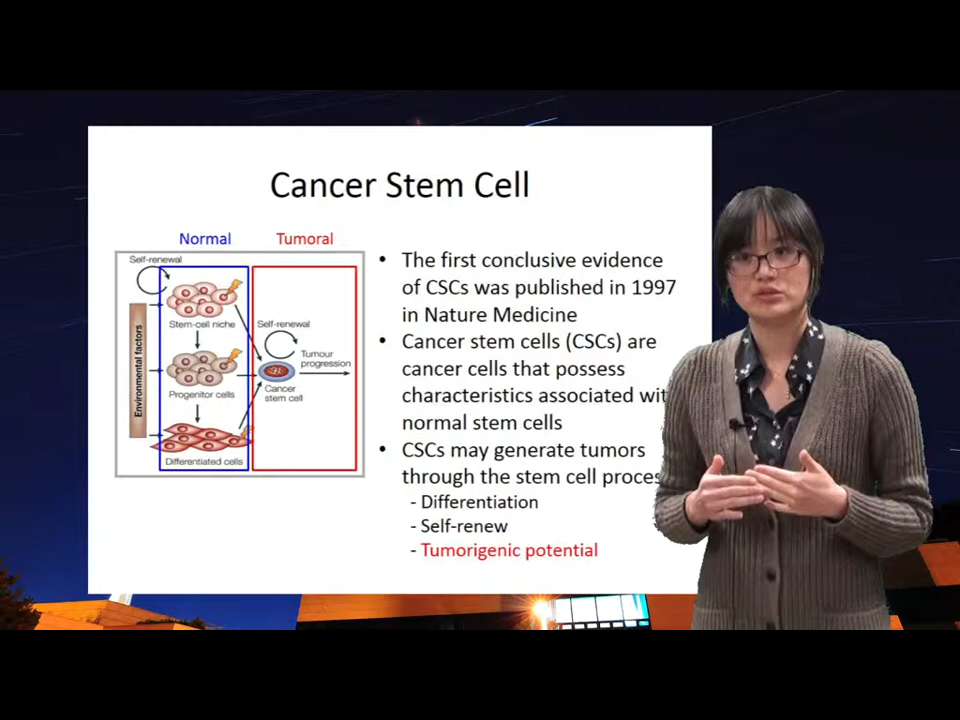 Cancer Stem Cell
Normal
Tumoral
Self-renewal
Stem-cell niche
Environmental factors
Progenitor cells
Differentiated cells
Self-renewal
Cancer
stem cell
Tumour
progression
• The first conclusive evidence
of CSCs was published in 1997
in Nature Medicine
• Cancer stem cells (CSCs) are
cancer cells that possess
characteristics associated wit
normal stem cells
• CSCs may generate tumors
through the stem cell proces
- Differentiation
- Self-renew
- Tumorigenic potential